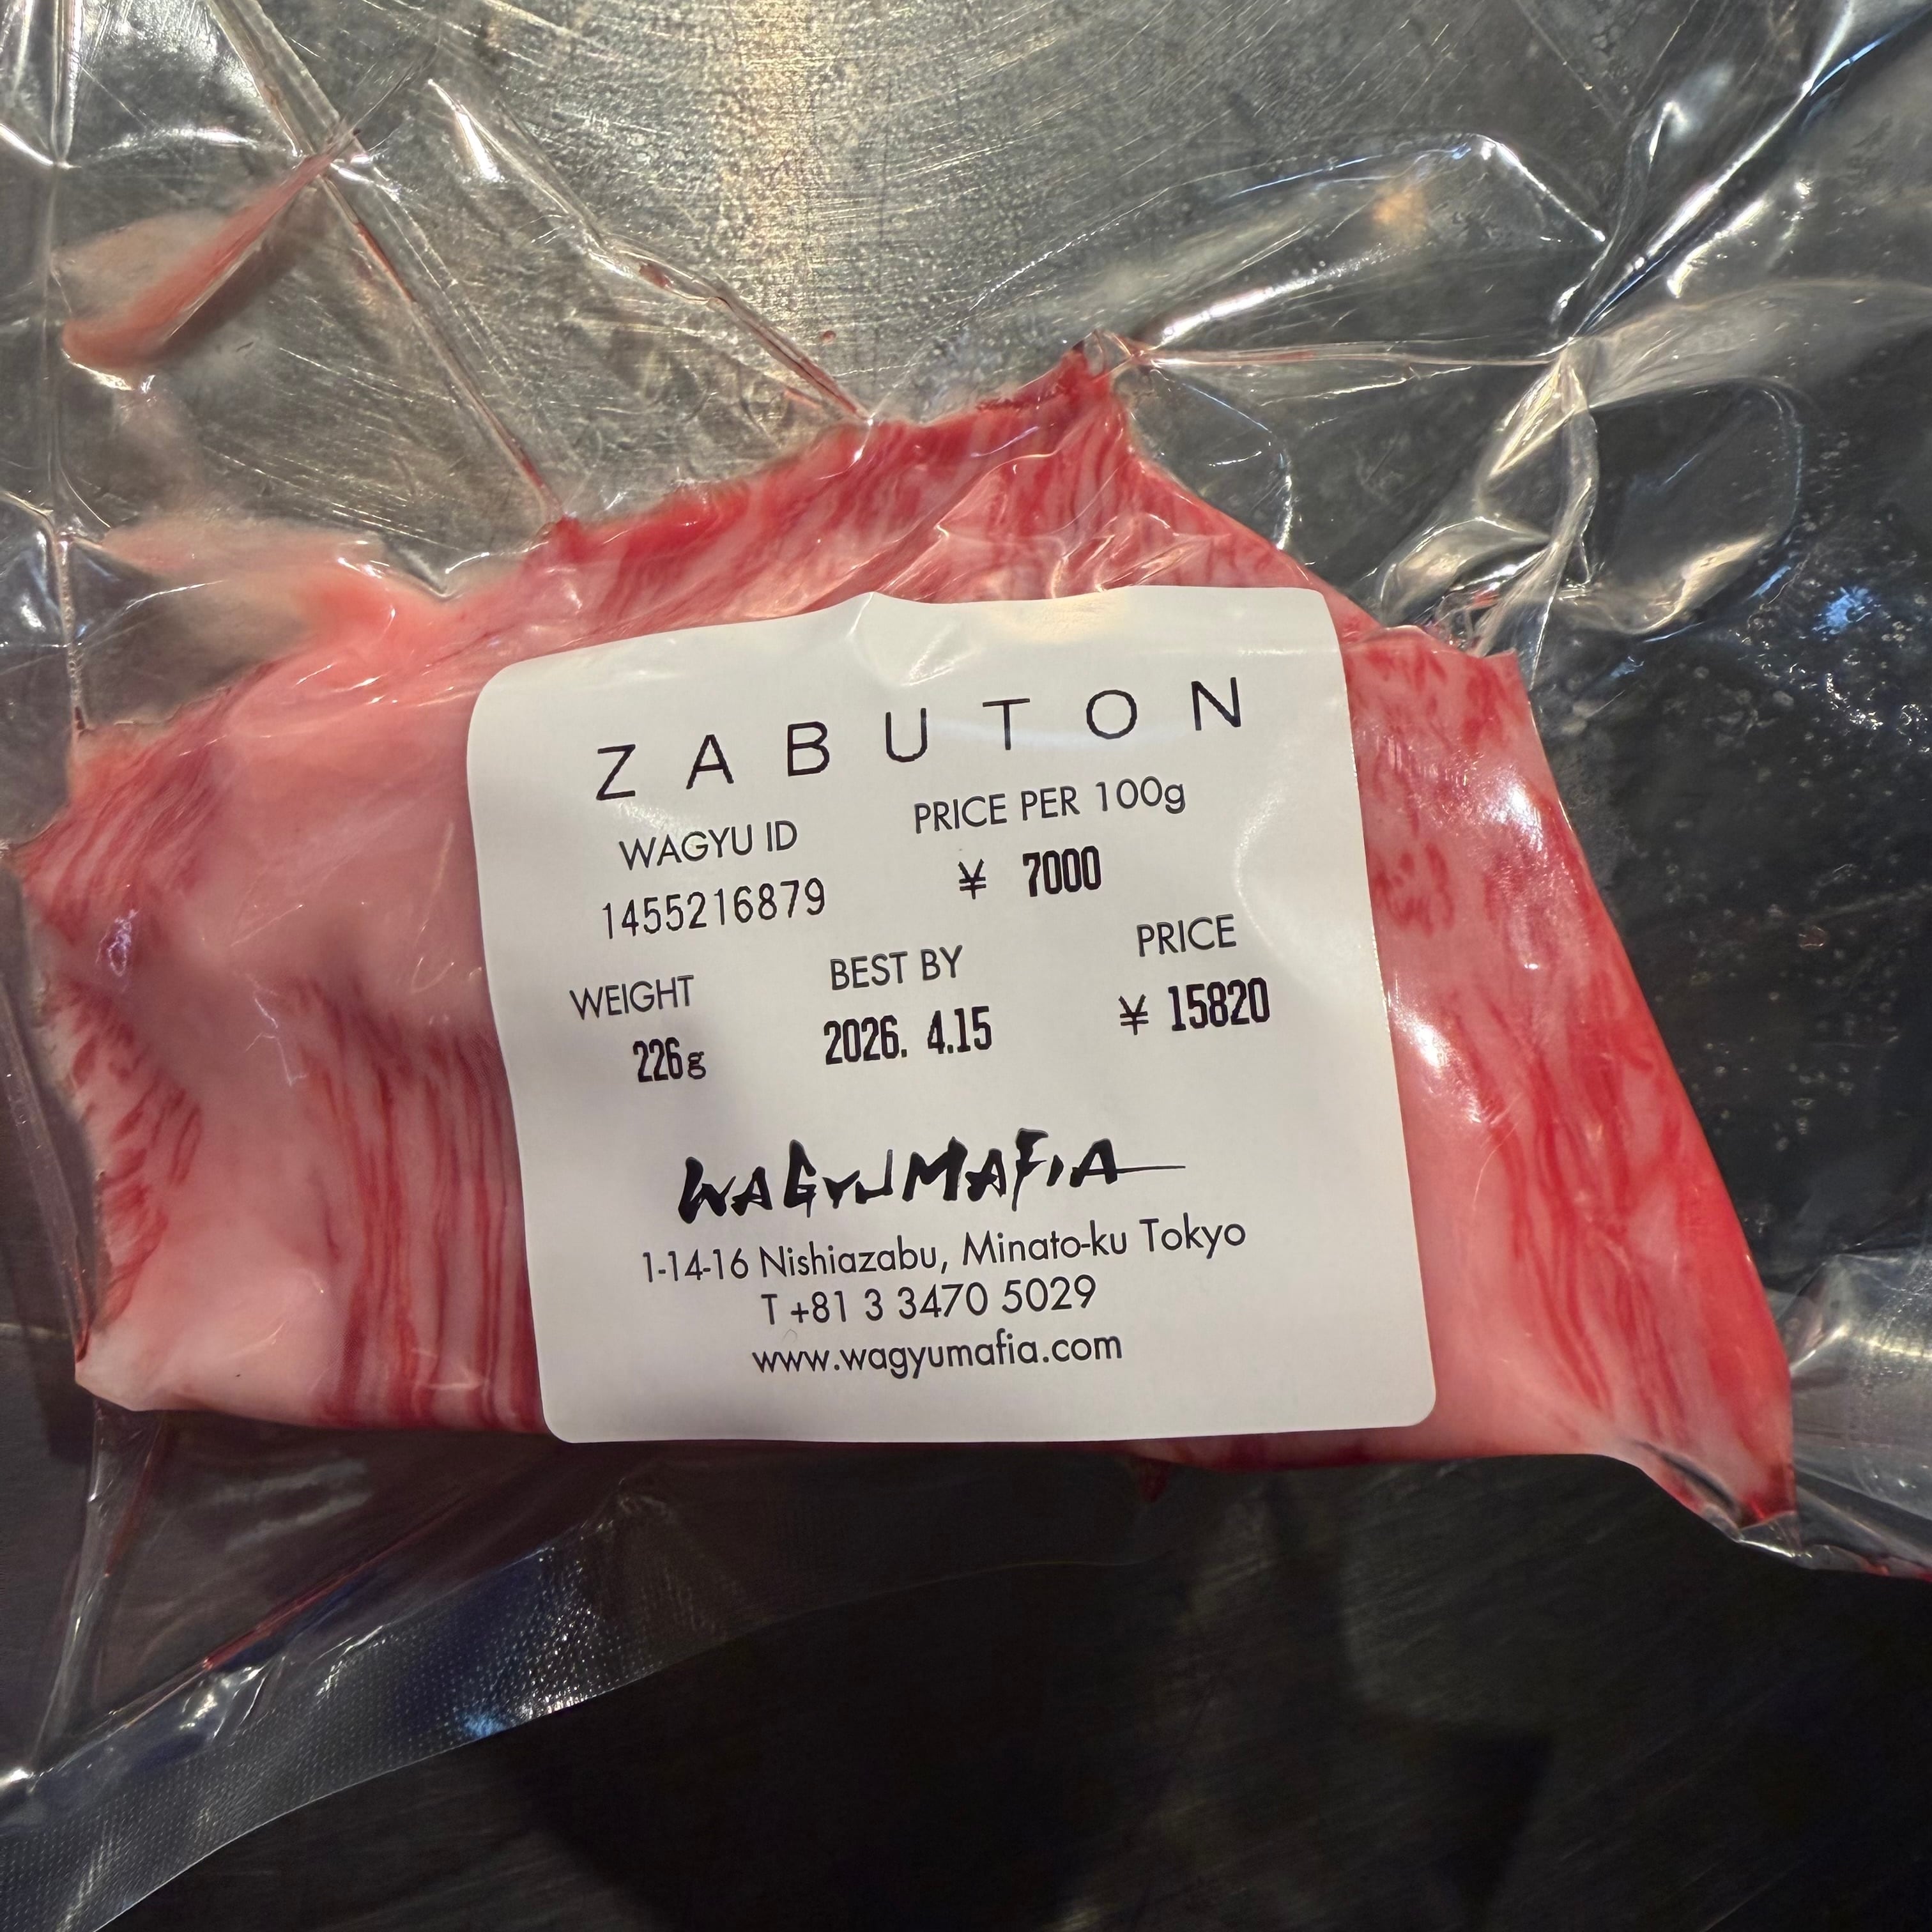 ZABUTON
WAGYU ID
PRICE PER 100g
1455216879
¥ 7000
WEIGHT
BEST BY
PRICE
226g
2026. 4.15
¥ 15820
WAGYUMAFIA
1-14-16 Nishiazabu, Minato-ku Tokyo
T +81 3 3470 5029
www.wagyumafia.com